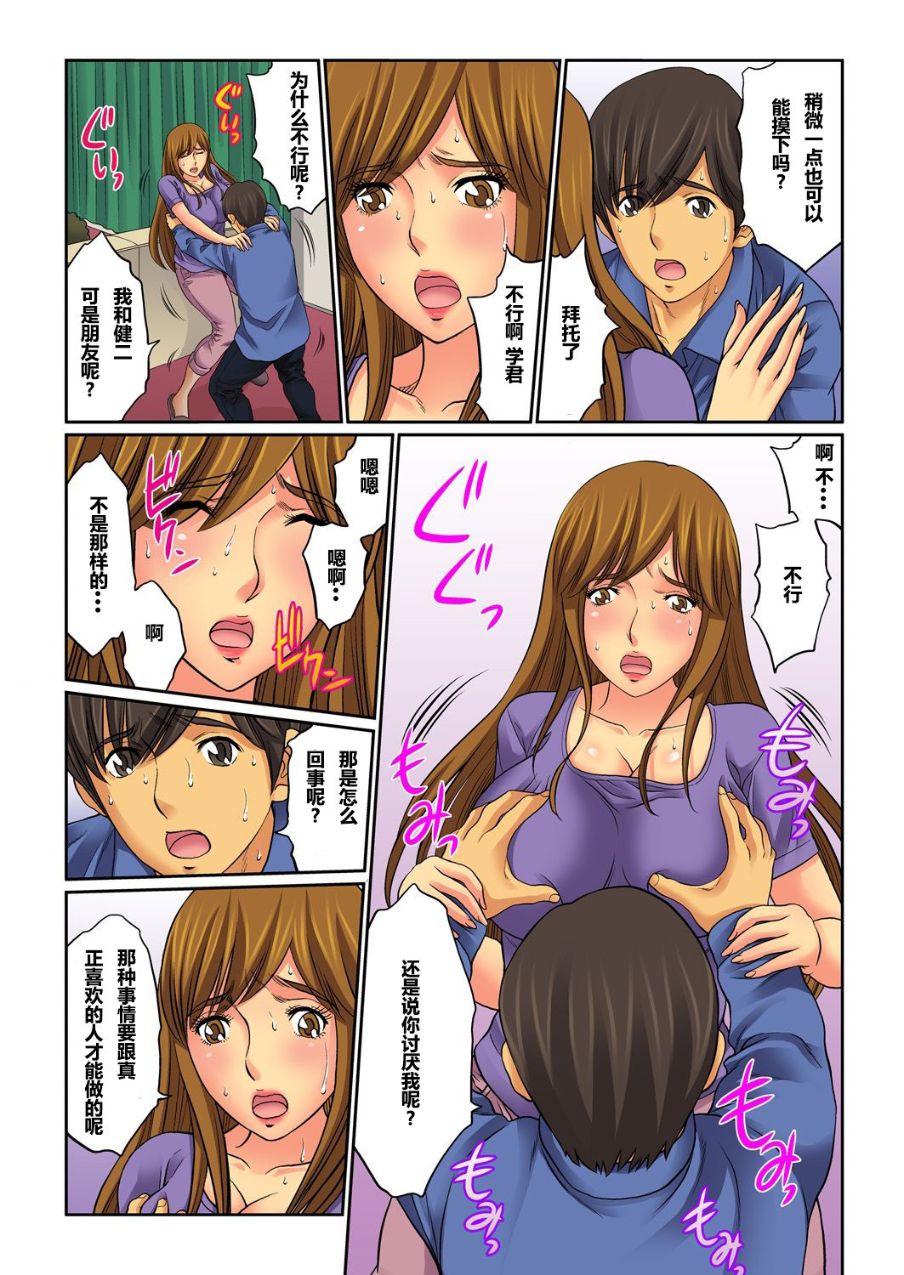 稍微一点也可以
能摸下吗？
拜托了
不行啊 学君
为什么不行呢？
我和健二
可是朋友呢？
ぐいっ
ぐいっ
啊 不…
不行
ぐぐっ
もみっ
もみっ
还是说你讨厌我呢？
もみっ
もみっ
もみっ
嗯嗯
嗯啊…
ビクン
ビクン
不是那样的…
啊
那是怎么
回事呢？
那种事情要跟真
正喜欢的人才能做的呢